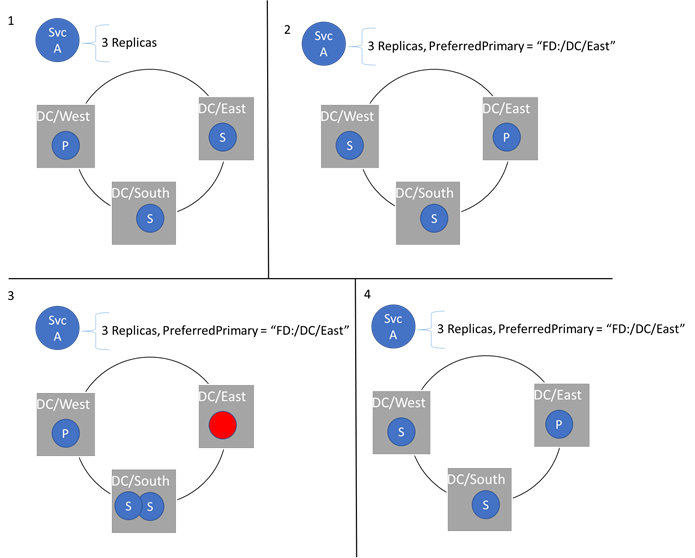 1
Svc
A
3 Replicas
DC/West
P
DC/East
S
DC/South
S
2
Svc
A
3 Replicas, PreferredPrimary = “FD:/DC/East”
DC/West
S
DC/East
P
DC/South
S
3
Svc
A
3 Replicas, PreferredPrimary = “FD:/DC/East”
DC/West
P
DC/East
DC/South
S S
4
Svc
A
3 Replicas, PreferredPrimary = “FD:/DC/East”
DC/West
S
DC/East
P
DC/South
S